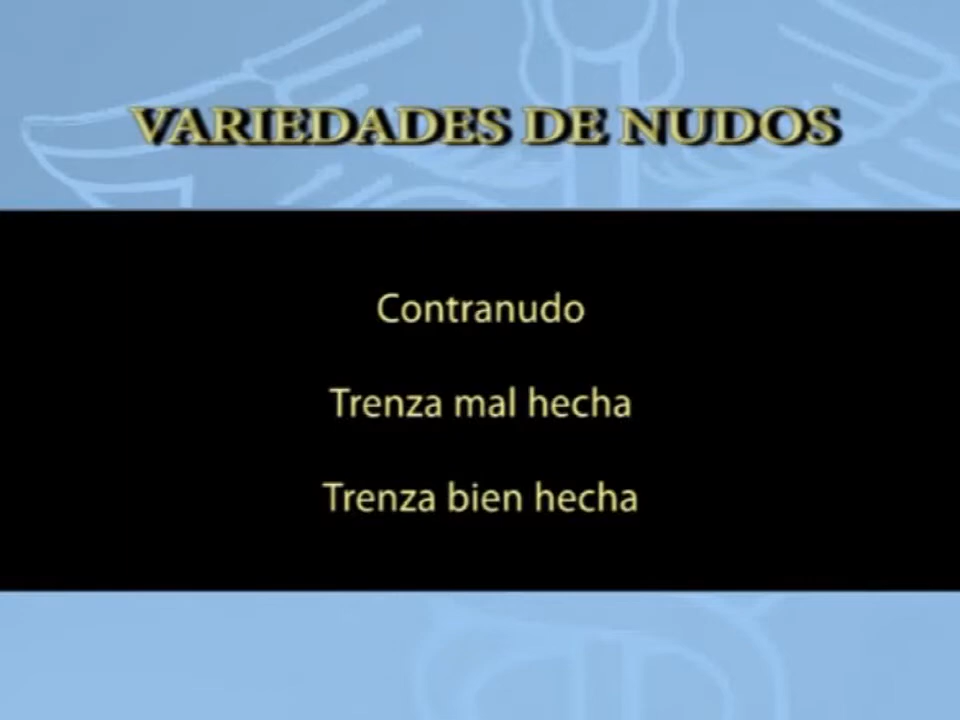 VARIEDADES DE NUDOS
Contranudo
Trenza mal hecha
Trenza bien hecha